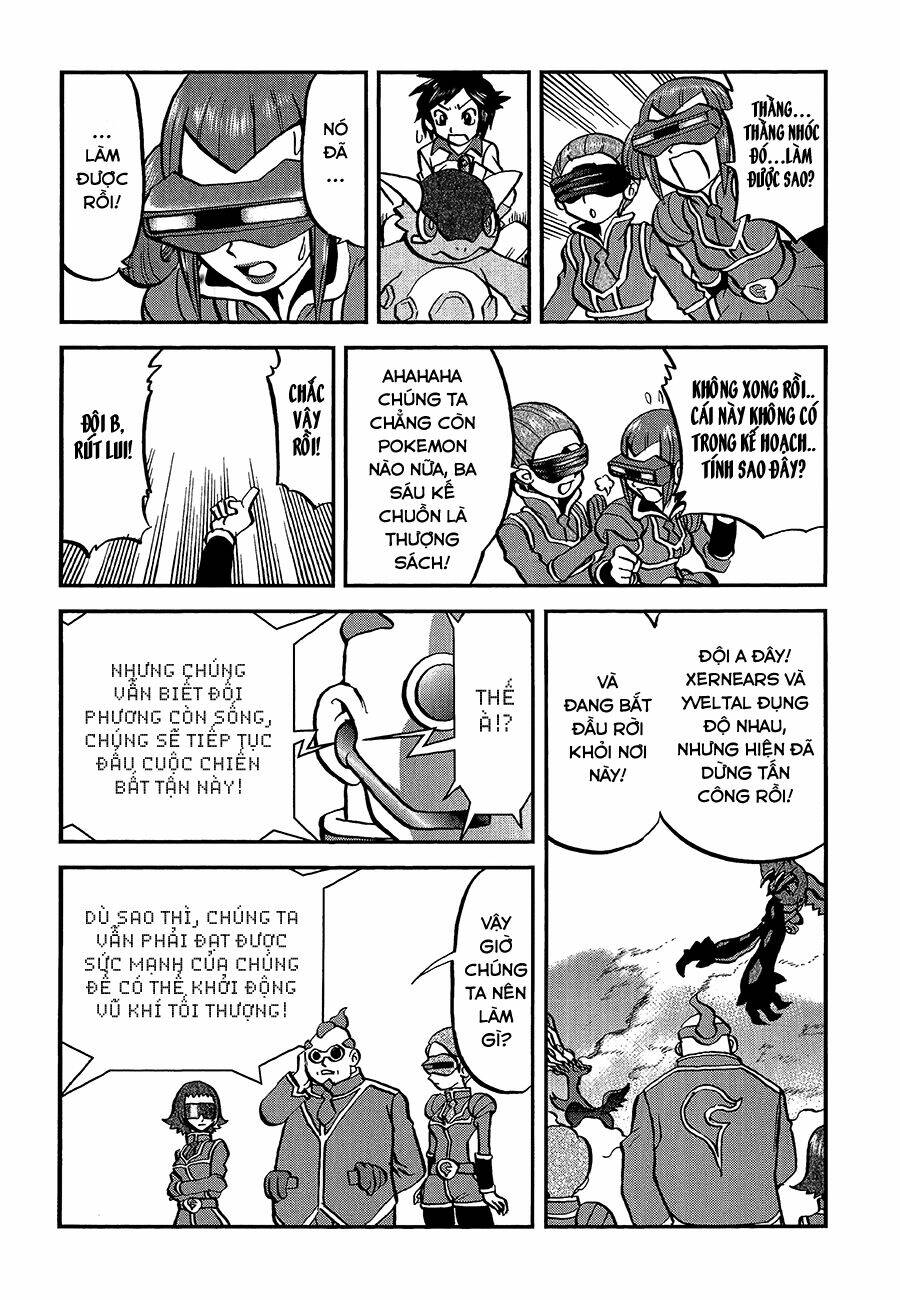 THẰNG...
THẰNG NHÓC
ĐÓ...LÀM
ĐƯỢC SAO?
NÓ ĐÃ
...
...
LÀM
ĐƯỢC
RỒI!
KHÔNG XONG RỒI..
CÁI NÀY KHÔNG CÓ
TRONG KẾ HOẠCH..
TÍNH SAO ĐÂY?
AHAHAHA
CHÚNG TA
CHẲNG CÒN
POKEMON
NÀO NỮA, BA
SÁU KẾ
CHUỒN LÀ
THƯỢNG
SÁCH!
CHẮC
VẬY
RỒI!
ĐỘI B,
RÚT LUI!
ĐỘI A ĐÂY!
XERNEARS VÀ
YVELTAL ĐỤNG
ĐỘ NHAU,
NHƯNG HIỆN ĐÃ
DỪNG TẤN
CÔNG RỒI!
VÀ
ĐANG BẮT
ĐẦU RỜI
KHỎI NƠI
NÀY!
THẾ
À!?
NHƯNG CHÚNG
VẪN BIẾT ĐỐI
PHƯƠNG CÒN SỐNG,
CHÚNG SẼ TIẾP TỤC
ĐẤU CUỘC CHIẾN
BẤT TẬN NÀY!
VẬY
GIỜ
CHÚNG
TA NÊN
LÀM
GÌ?
DÙ SAO THÌ, CHÚNG TA
VẪN PHẢI ĐẠT ĐƯỢC
SỨC MẠNH CỦA CHÚNG
ĐỂ CÓ THỂ KHỞI ĐỘNG
VŨ KHÍ TỐI THƯỢNG!